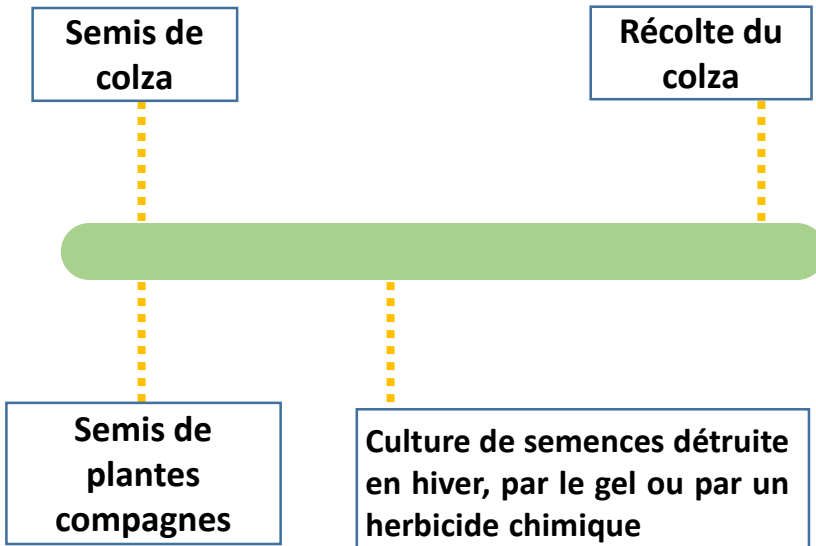 Semis de
colza
Récolte du
colza
Semis de
plantes
compagnes
Culture de semences détruite
en hiver, par le gel ou par un
herbicide chimique